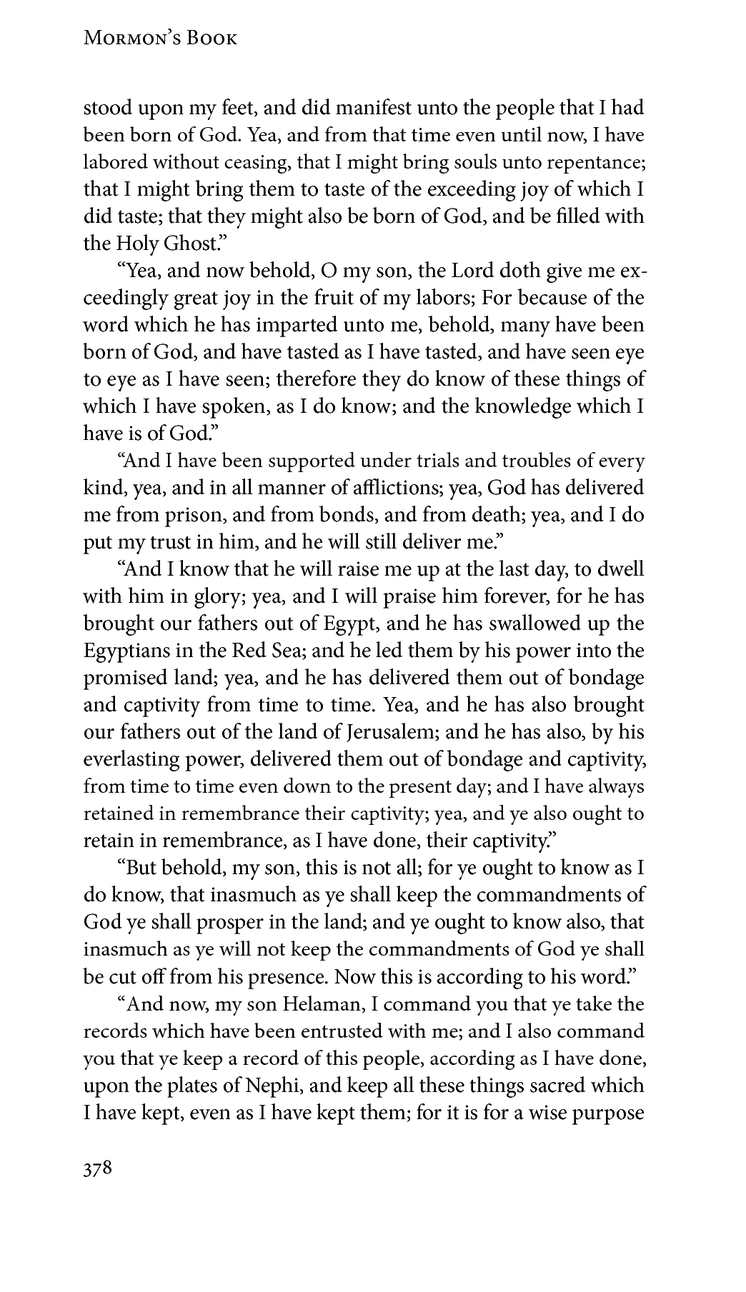 Mormon’s Book
stood upon my feet, and did manifest unto the people that I had
been born of God. Yea, and from that time even until now, I have
labored without ceasing, that I might bring souls unto repentance;
that I might bring them to taste of the exceeding joy of which I
did taste; that they might also be born of God, and be filled with
the Holy Ghost.”
“Yea, and now behold, O my son, the Lord doth give me ex-
ceedingly great joy in the fruit of my labors; For because of the
word which he has imparted unto me, behold, many have been
born of God, and have tasted as I have tasted, and have seen eye
to eye as I have seen; therefore they do know of these things of
which I have spoken, as I do know; and the knowledge which I
have is of God.”
“And I have been supported under trials and troubles of every
kind, yea, and in all manner of afflictions; yea, God has delivered
me from prison, and from bonds, and from death; yea, and I do
put my trust in him, and he will still deliver me.”
“And I know that he will raise me up at the last day, to dwell
with him in glory; yea, and I will praise him forever, for he has
brought our fathers out of Egypt, and he has swallowed up the
Egyptians in the Red Sea; and he led them by his power into the
promised land; yea, and he has delivered them out of bondage
and captivity from time to time. Yea, and he has also brought
our fathers out of the land of Jerusalem; and he has also, by his
everlasting power, delivered them out of bondage and captivity,
from time to time even down to the present day; and I have always
retained in remembrance their captivity; yea, and ye also ought to
retain in remembrance, as I have done, their captivity.”
“But behold, my son, this is not all; for ye ought to know as I
do know, that inasmuch as ye shall keep the commandments of
God ye shall prosper in the land; and ye ought to know also, that
inasmuch as ye will not keep the commandments of God ye shall
be cut off from his presence. Now this is according to his word.”
“And now, my son Helaman, I command you that ye take the
records which have been entrusted with me; and I also command
you that ye keep a record of this people, according as I have done,
upon the plates of Nephi, and keep all these things sacred which
I have kept, even as I have kept them; for it is for a wise purpose
378